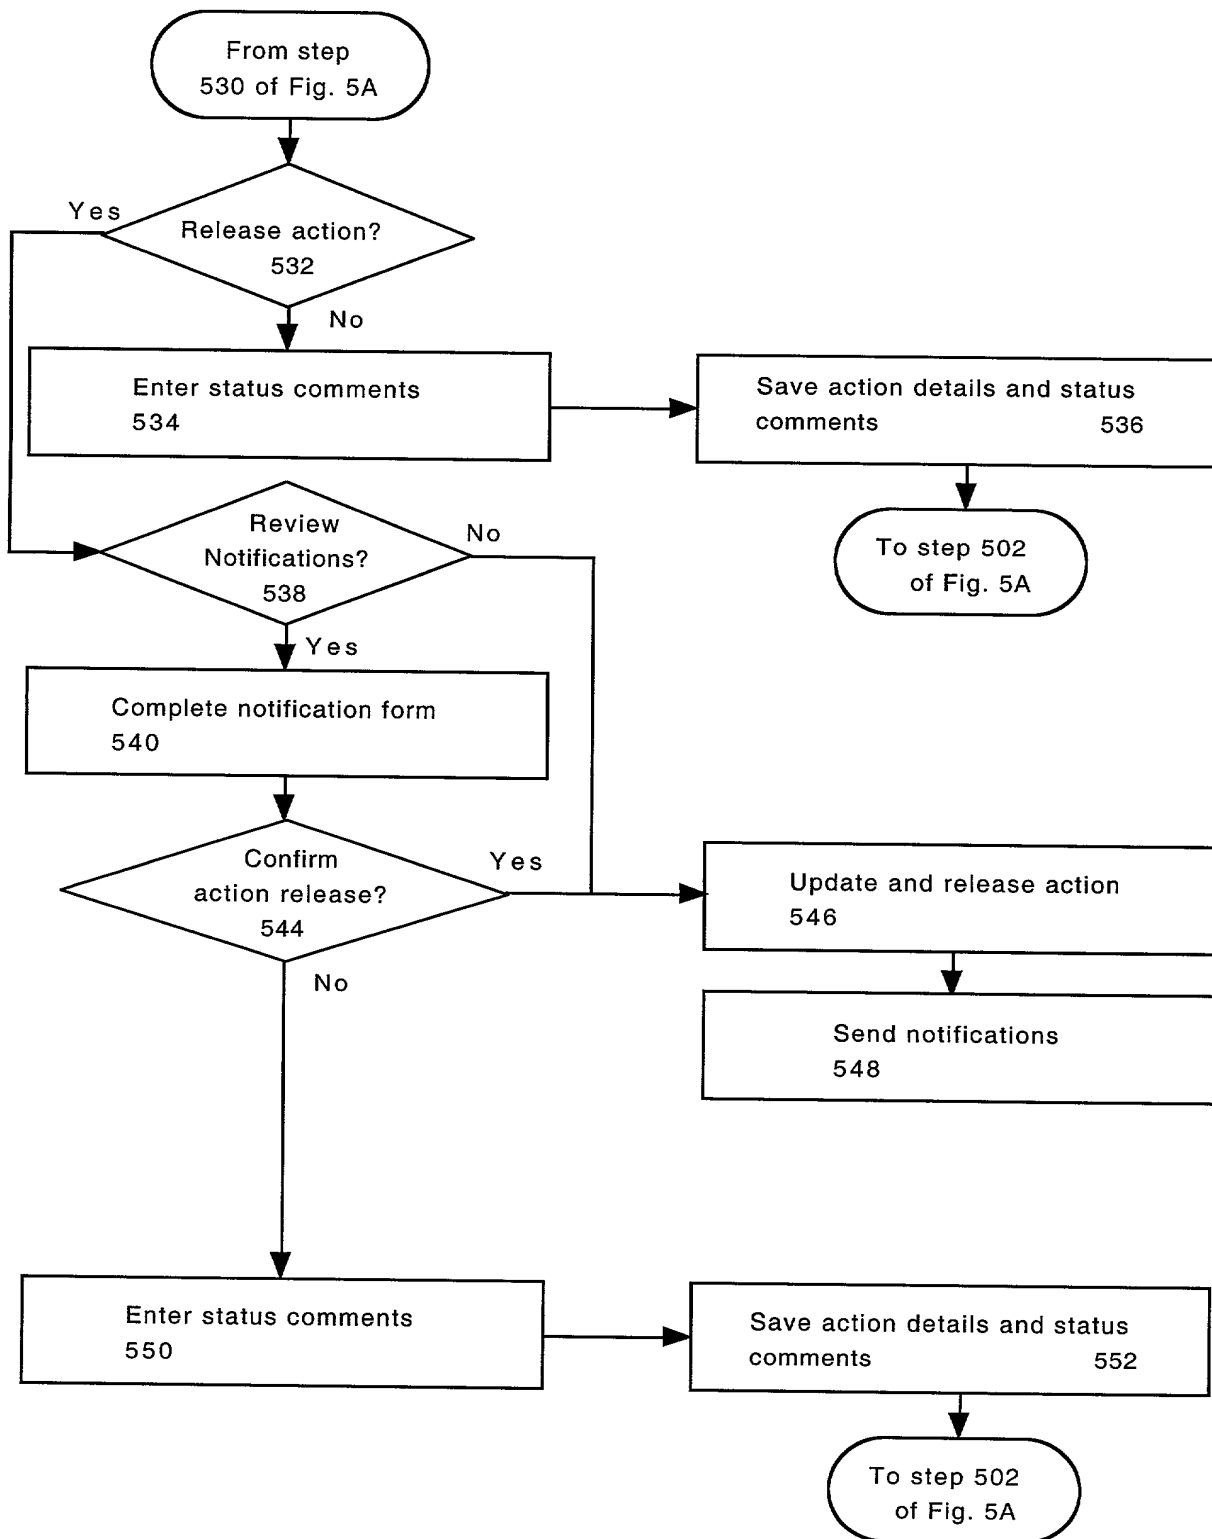 From step
530 of Fig. 5A
Yes
Release action?
532
No
Enter status comments
534
Save action details and status
comments 536
To step 502
of Fig. 5A
Review
Notifications?
538
No
Yes
Complete notification form
540
Confirm
action release?
544
Yes
No
Update and release action
546
Send notifications
548
Enter status comments
550
Save action details and status
comments 552
To step 502
of Fig. 5A